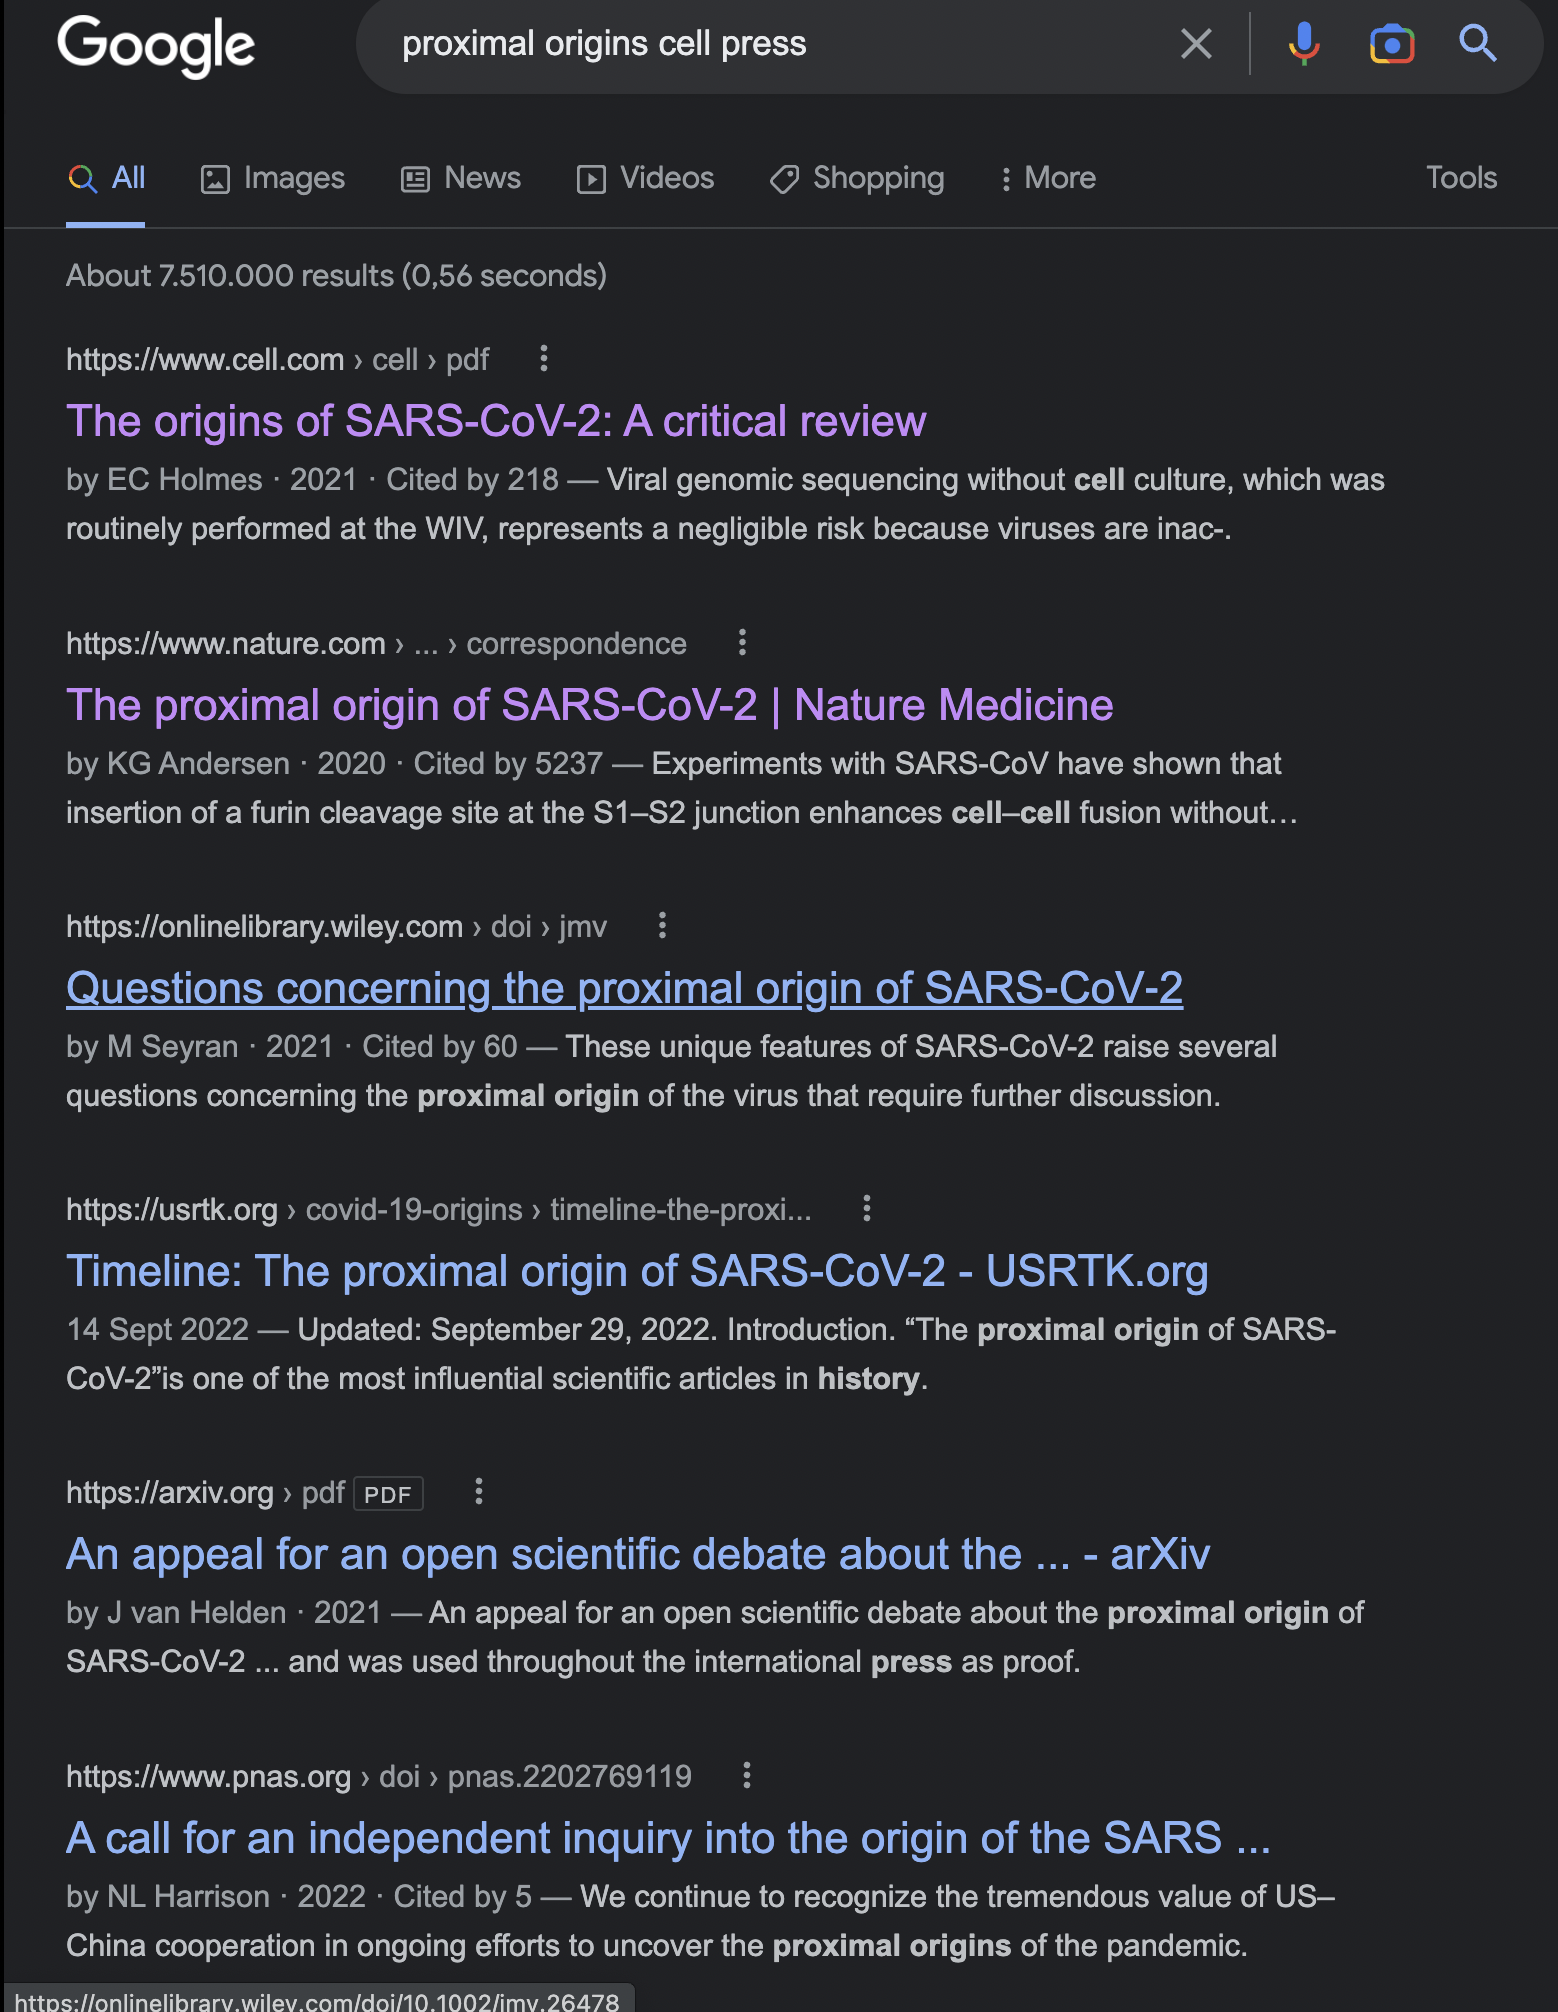 Google
proximal origins cell press
All Images News Videos Shopping More Tools
About 7.510.000 results (0,56 seconds)
https://www.cell.com › cell › pdf
The origins of SARS-CoV-2: A critical review
by EC Holmes · 2021 · Cited by 218 — Viral genomic sequencing without cell culture, which was
routinely performed at the WIV, represents a negligible risk because viruses are inac-.
https://www.nature.com › ... › correspondence
The proximal origin of SARS-CoV-2 | Nature Medicine
by KG Andersen · 2020 · Cited by 5237 — Experiments with SARS-CoV have shown that
insertion of a furin cleavage site at the S1–S2 junction enhances cell–cell fusion without…
https://onlinelibrary.wiley.com › doi › jmv
Questions concerning the proximal origin of SARS-CoV-2
by M Seyran · 2021 · Cited by 60 — These unique features of SARS-CoV-2 raise several
questions concerning the proximal origin of the virus that require further discussion.
https://usrtk.org › covid-19-origins › timeline-the-proxi...
Timeline: The proximal origin of SARS-CoV-2 - USRTK.org
14 Sept 2022 — Updated: September 29, 2022. Introduction. “The proximal origin of SARS-
CoV-2”is one of the most influential scientific articles in history.
https://arxiv.org › pdf PDF
An appeal for an open scientific debate about the ... - arXiv
by J van Helden · 2021 — An appeal for an open scientific debate about the proximal origin of
SARS-CoV-2 ... and was used throughout the international press as proof.
https://www.pnas.org › doi › pnas.2202769119
A call for an independent inquiry into the origin of the SARS ...
by NL Harrison · 2022 · Cited by 5 — We continue to recognize the tremendous value of US–
China cooperation in ongoing efforts to uncover the proximal origins of the pandemic.
https://onlinelibrary.wiley.com/doi/10.1002/jmv.26478